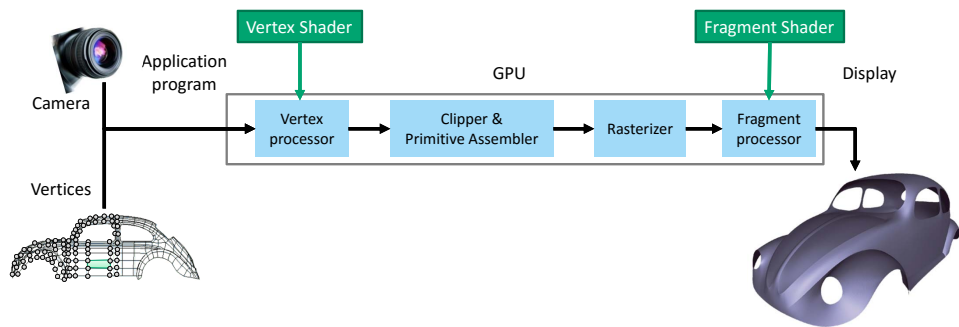 Vertex Shader
Fragment Shader
Application
program
GPU
Display
Camera
Vertex
processor
Clipper &
Primitive Assembler
Rasterizer
Fragment
processor
Vertices